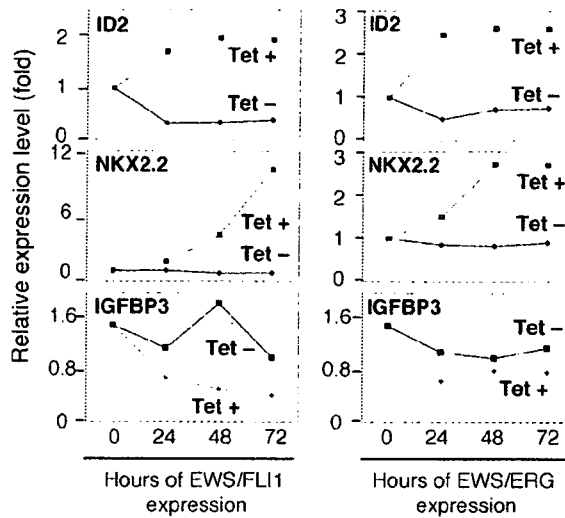 Relative expression level (fold)
ID2
2
1
0
Tet +
Tet –
ID2
3
2
1
0
Tet +
Tet –
NKX2.2
12
6
0
Tet +
Tet –
NKX2.2
3
2
1
0
Tet +
Tet –
IGFBP3
1.6
0.8
0
Tet –
Tet +
IGFBP3
1.6
0.8
0
Tet –
Tet +
0 24 48 72
0 24 48 72
Hours of EWS/FLI1
expression
Hours of EWS/ERG
expression